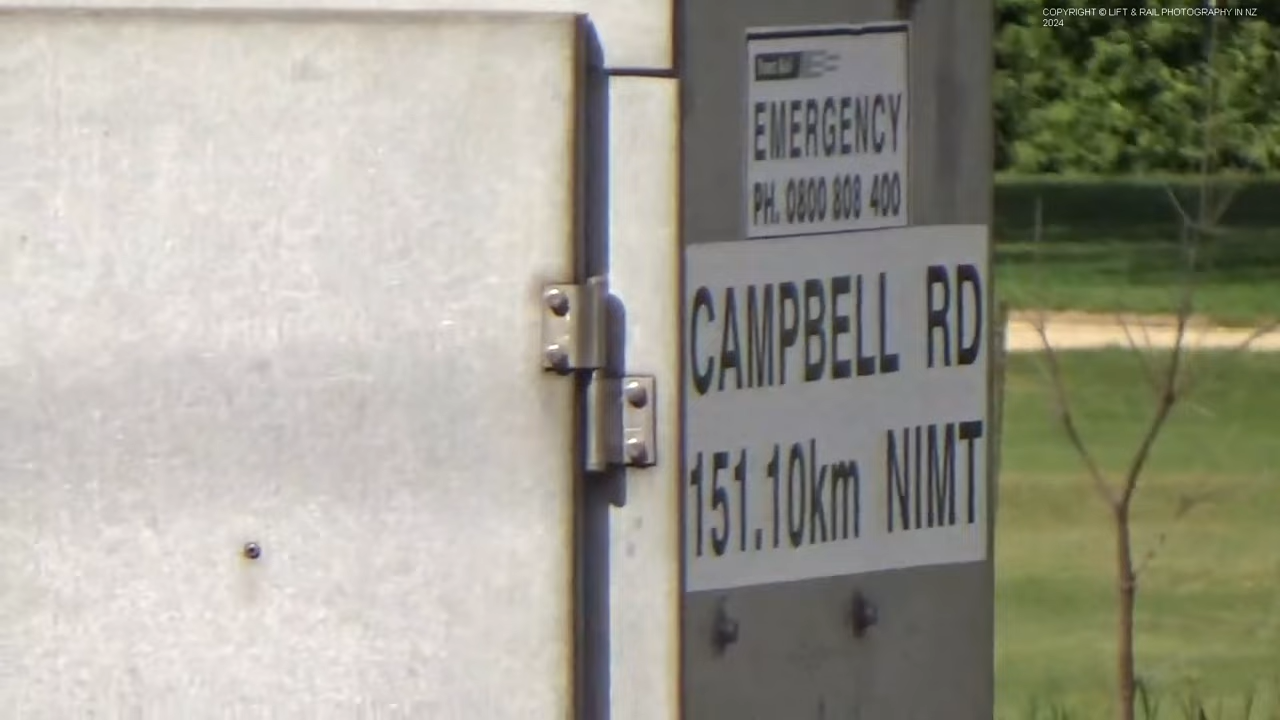 COPYRIGHT © LIFT & RAIL PHOTOGRAPHY IN NZ
2024
EMERGENCY
PH. 0800 808 400
CAMPBELL RD
151.10km NIMT